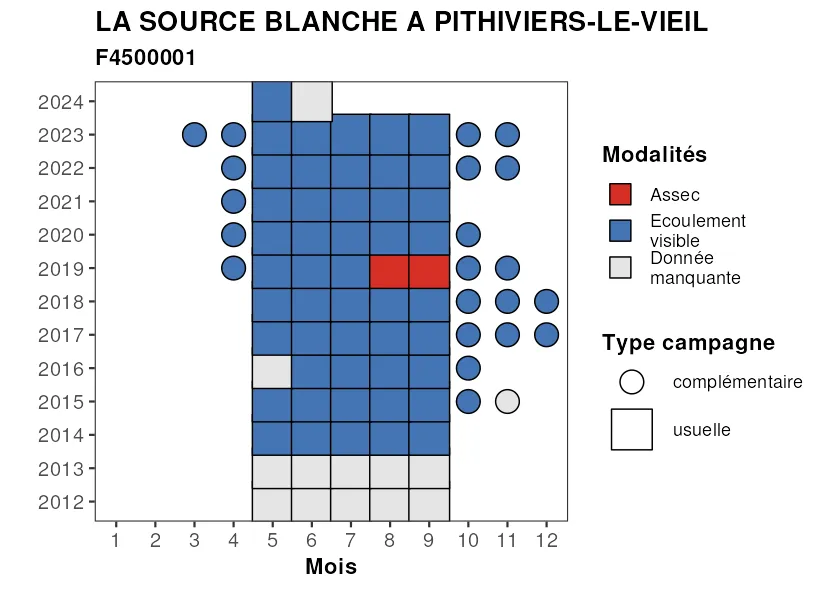 LA SOURCE BLANCHE A PITHIVIERS-LE-VIEIL
F4500001
2024
2023
2022
2021
2020
2019
2018
2017
2016
2015
2014
2013
2012
1 2 3 4 5 6 7 8 9 10 11 12
Mois
Modalités
Assec
Ecoulement
visible
Donnée
manquante
Type campagne
complémentaire
usuelle